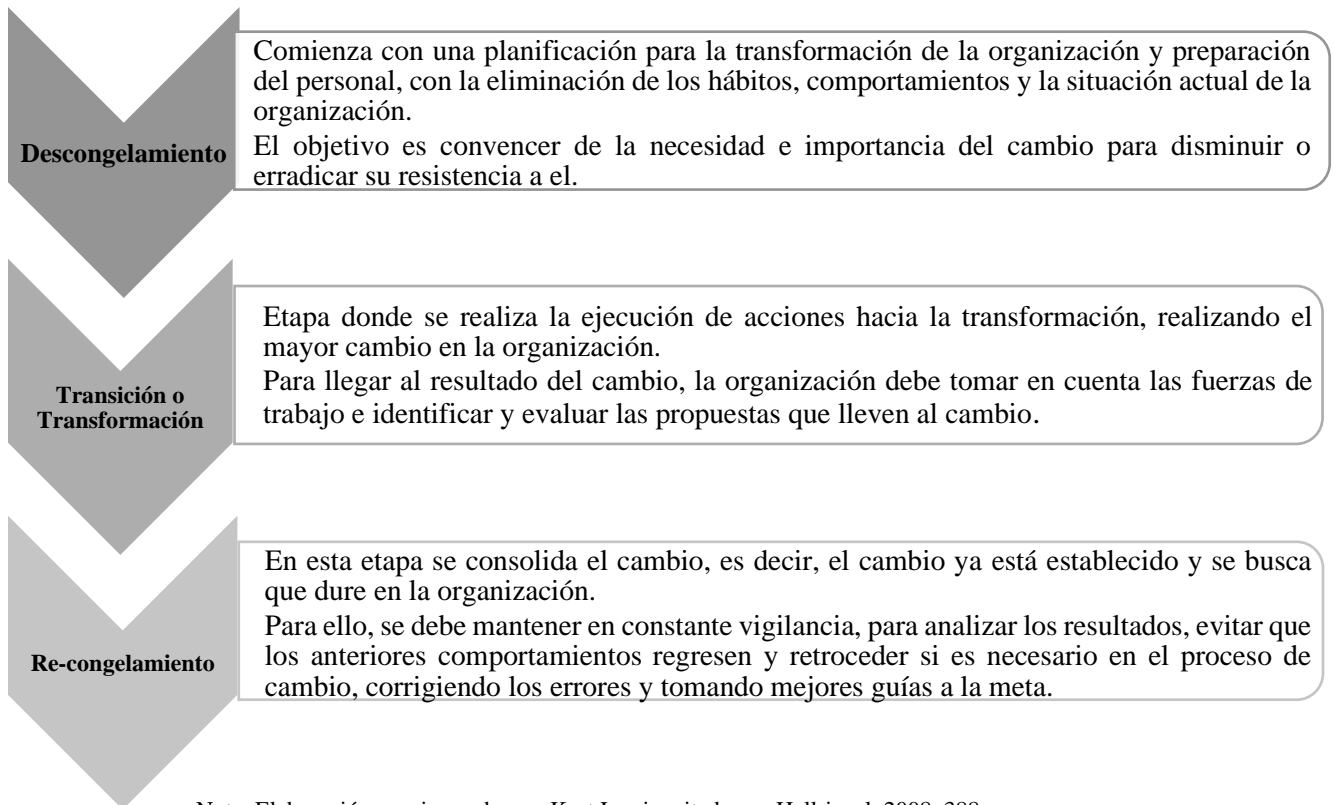 Comienza con una planificación para la transformación de la organización y preparación
del personal, con la eliminación de los hábitos, comportamientos y la situación actual de la
organización.
Descongelamiento
El objetivo es convencer de la necesidad e importancia del cambio para disminuir o
erradicar su resistencia a el.
Etapa donde se realiza la ejecución de acciones hacia la transformación, realizando el
mayor cambio en la organización.
Transición o
Transformación
Para llegar al resultado del cambio, la organización debe tomar en cuenta las fuerzas de
trabajo e identificar y evaluar las propuestas que lleven al cambio.
En esta etapa se consolida el cambio, es decir, el cambio ya está establecido y se busca
que dure en la organización.
Re-congelamiento
Para ello, se debe mantener en constante vigilancia, para analizar los resultados, evitar que
los anteriores comportamientos regresen y retroceder si es necesario en el proceso de
cambio, corrigiendo los errores y tomando mejores guías a la meta.